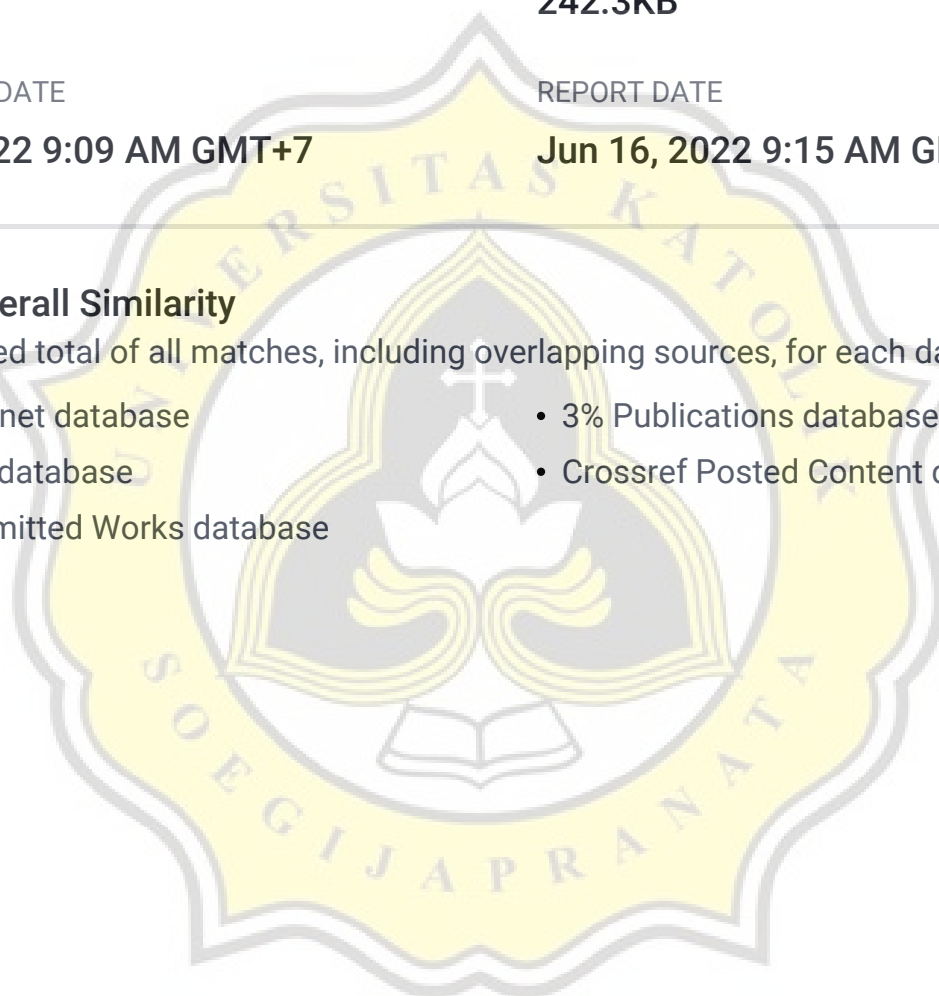 242.3KB
DATE
REPORT DATE
22 9:09 AM GMT+7
Jun 16, 2022 9:15 AM G
erall Similarity
ed total of all matches, including overlapping sources, for each da
net database
• 3% Publications database
database
• Crossref Posted Content
mitted Works database
UNIVERSITAS KATOLIK
SOEGIJAPRANATA